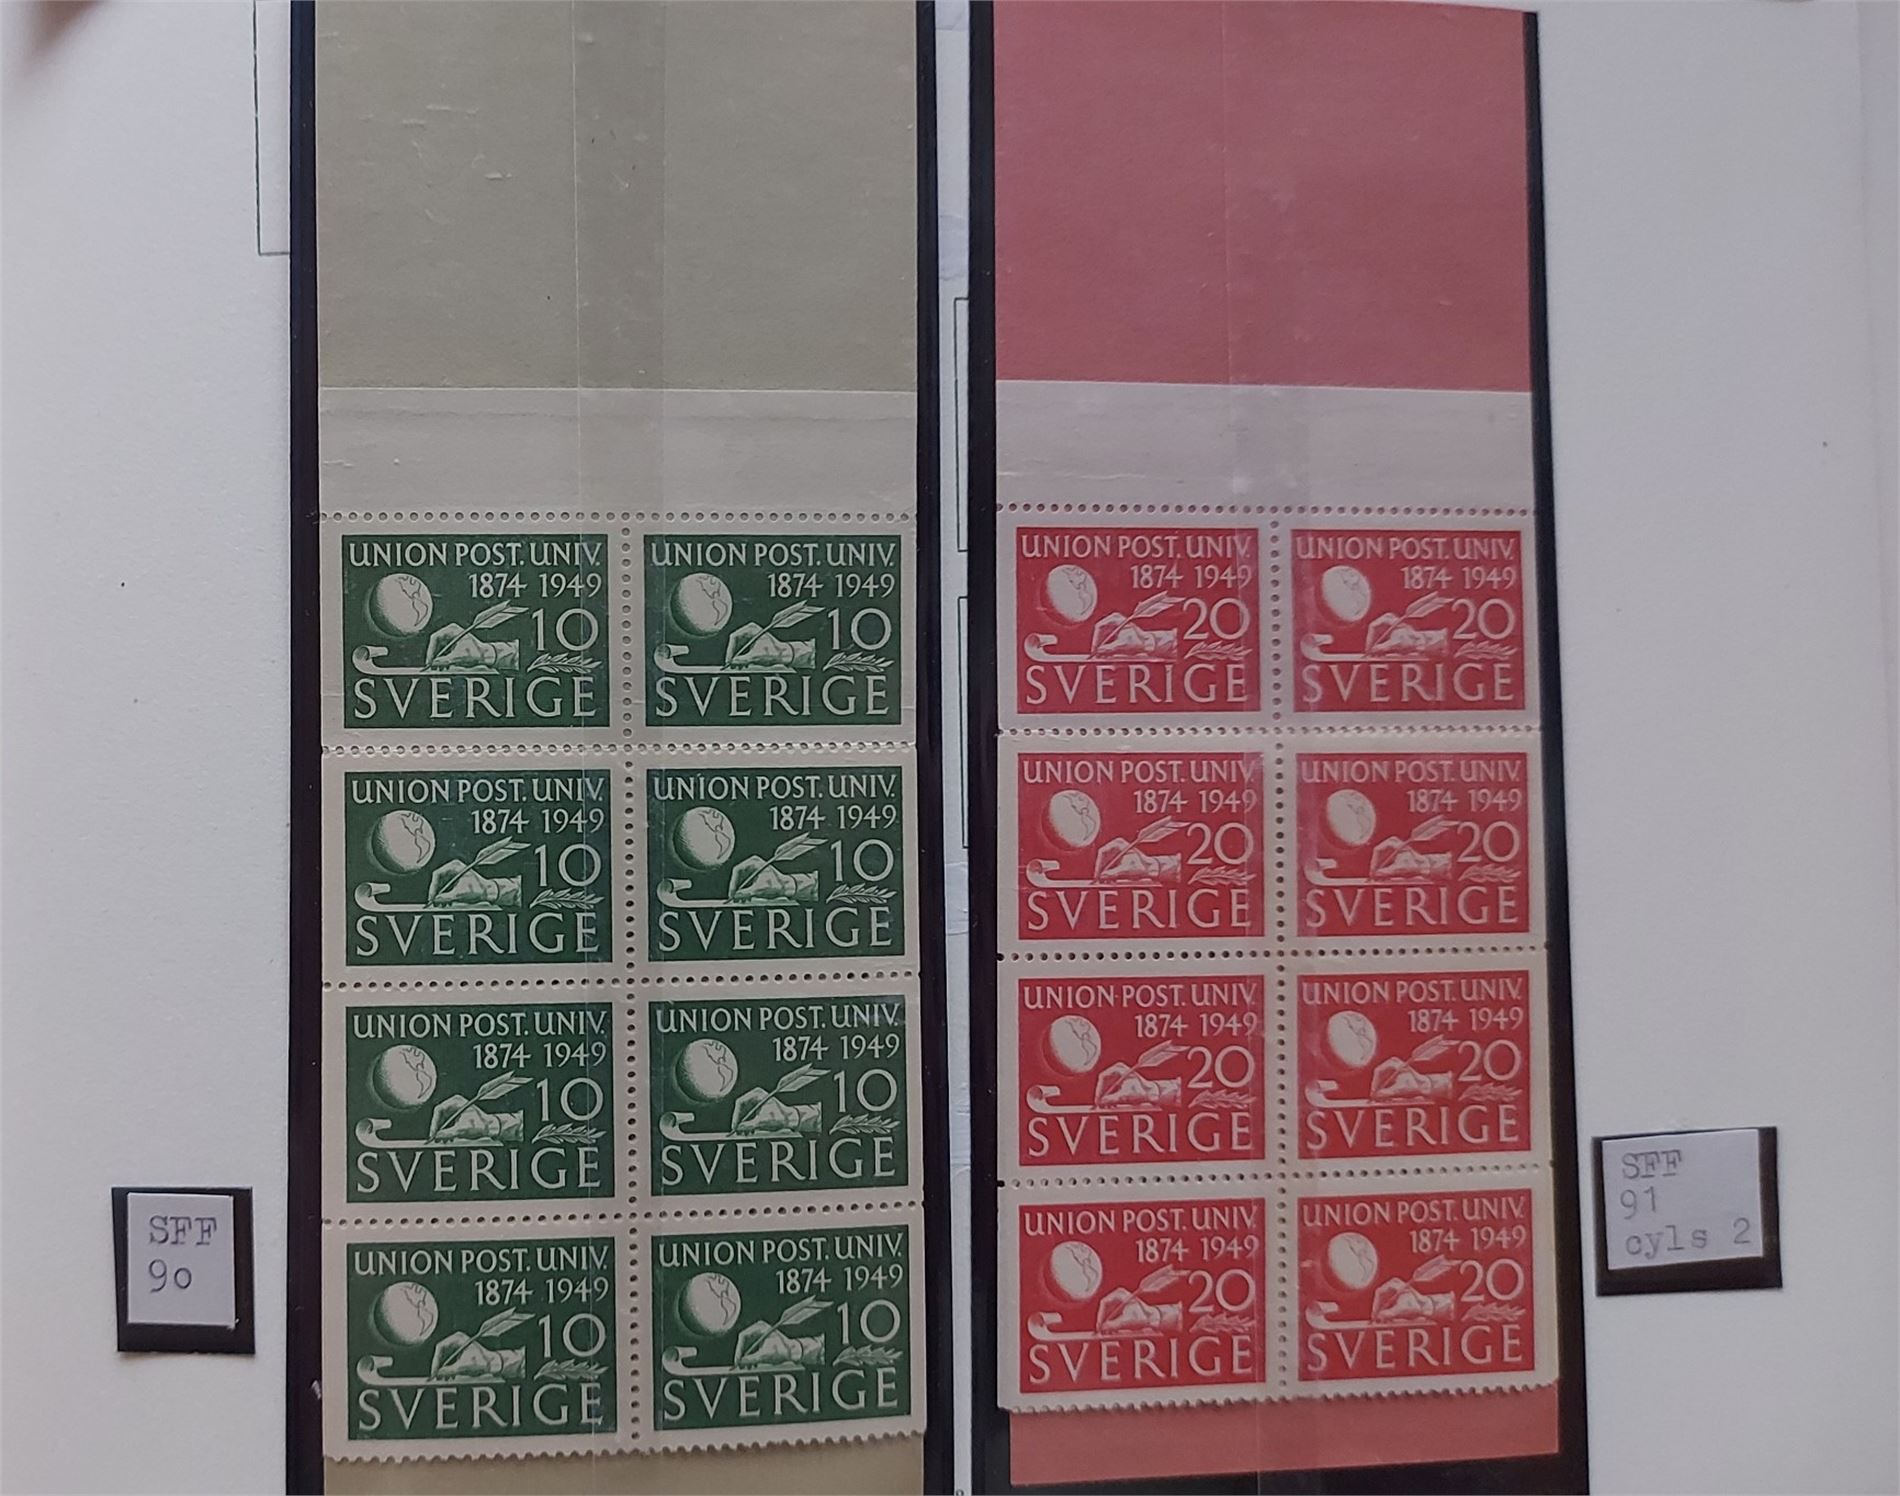 UNION POST. UNIV.
1874 1949
10
SVERIGE
UNION POST. UNIV.
1874 1949
10
SVERIGE
UNION POST. UNIV.
1874 1949
10
SVERIGE
UNION POST. UNIV.
1874 1949
10
SVERIGE
UNION POST. UNIV.
1874 1949
10
SVERIGE
UNION POST. UNIV.
1874 1949
10
SVERIGE
UNION POST. UNIV.
1874 1949
10
SVERIGE
UNION POST. UNIV.
1874 1949
10
SVERIGE
SFF
9o
UNION POST. UNIV.
1874 1949
20
SVERIGE
UNION POST. UNIV.
1874 1949
20
SVERIGE
UNION POST. UNIV.
1874 1949
20
SVERIGE
UNION POST. UNIV.
1874 1949
20
SVERIGE
UNION POST. UNIV.
1874 1949
20
SVERIGE
UNION POST. UNIV.
1874 1949
20
SVERIGE
UNION POST. UNIV.
1874 1949
20
SVERIGE
UNION POST. UNIV.
1874 1949
20
SVERIGE
SFF
91
cyls 2